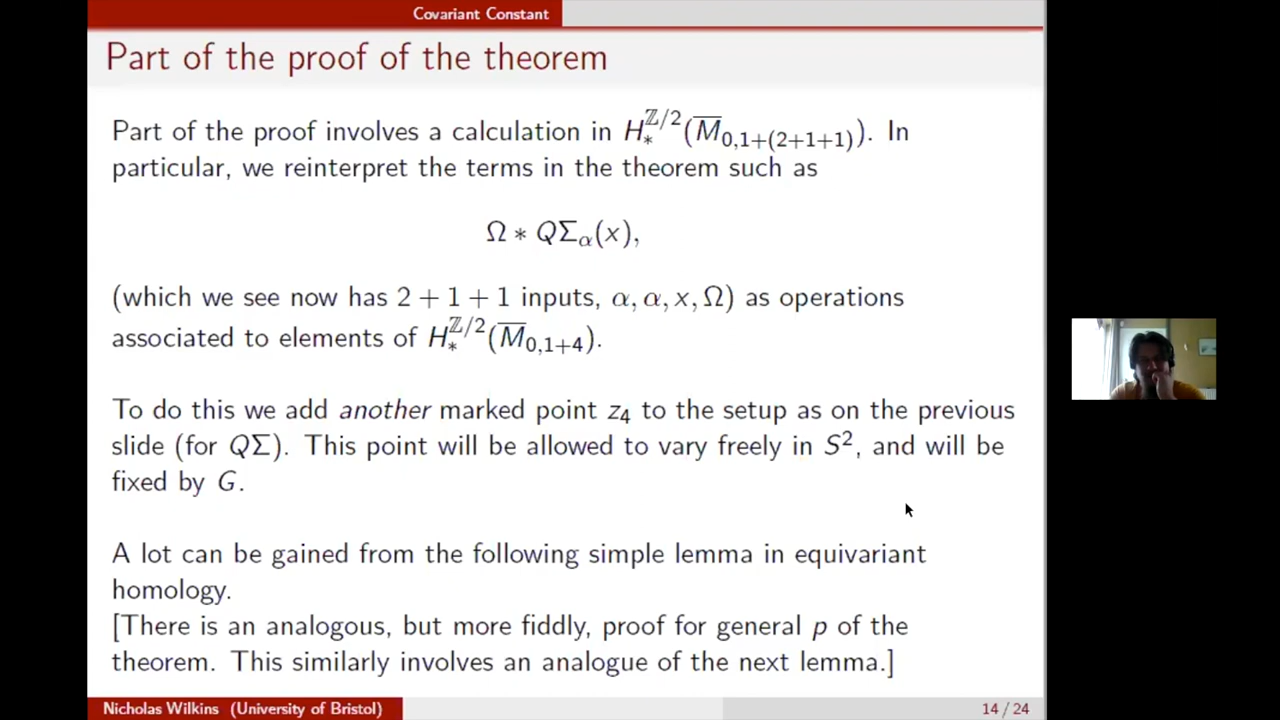 Covariant Constant
Part of the proof of the theorem
Part of the proof involves a calculation in $H_*^{\mathbb{Z}/2}(\overline{M}_{0,1+(2+1+1)})$. In
particular, we reinterpret the terms in the theorem such as
$\Omega * Q\Sigma_\alpha(x),$
(which we see now has 2 + 1 + 1 inputs, $\alpha, \alpha, x, \Omega$) as operations
associated to elements of $H_*^{\mathbb{Z}/2}(\overline{M}_{0,1+4})$.
To do this we add another marked point $z_4$ to the setup as on the previous
slide (for $Q\Sigma$). This point will be allowed to vary freely in $S^2$, and will be
fixed by $G$.
A lot can be gained from the following simple lemma in equivariant
homology.
[There is an analogous, but more fiddly, proof for general $p$ of the
theorem. This similarly involves an analogue of the next lemma.]
Nicholas Wilkins (University of Bristol)
14 / 24